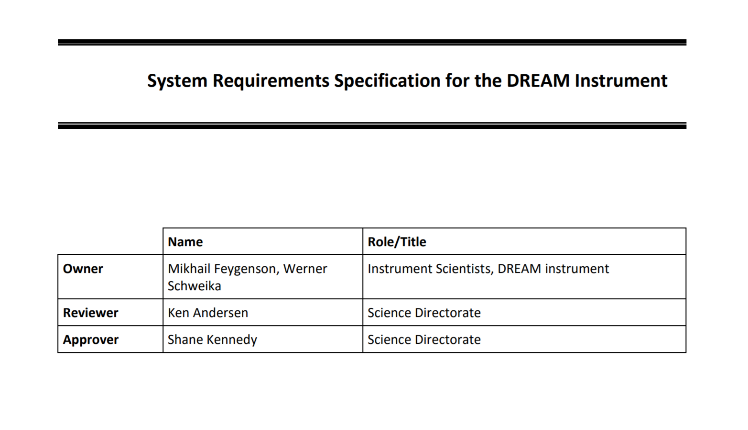 System Requirements Specification for the DREAM Instrument
Name Role/Title
Owner Mikhail Feygenson, Werner Schweika Instrument Scientists, DREAM instrument
Reviewer Ken Andersen Science Directorate
Approver Shane Kennedy Science Directorate